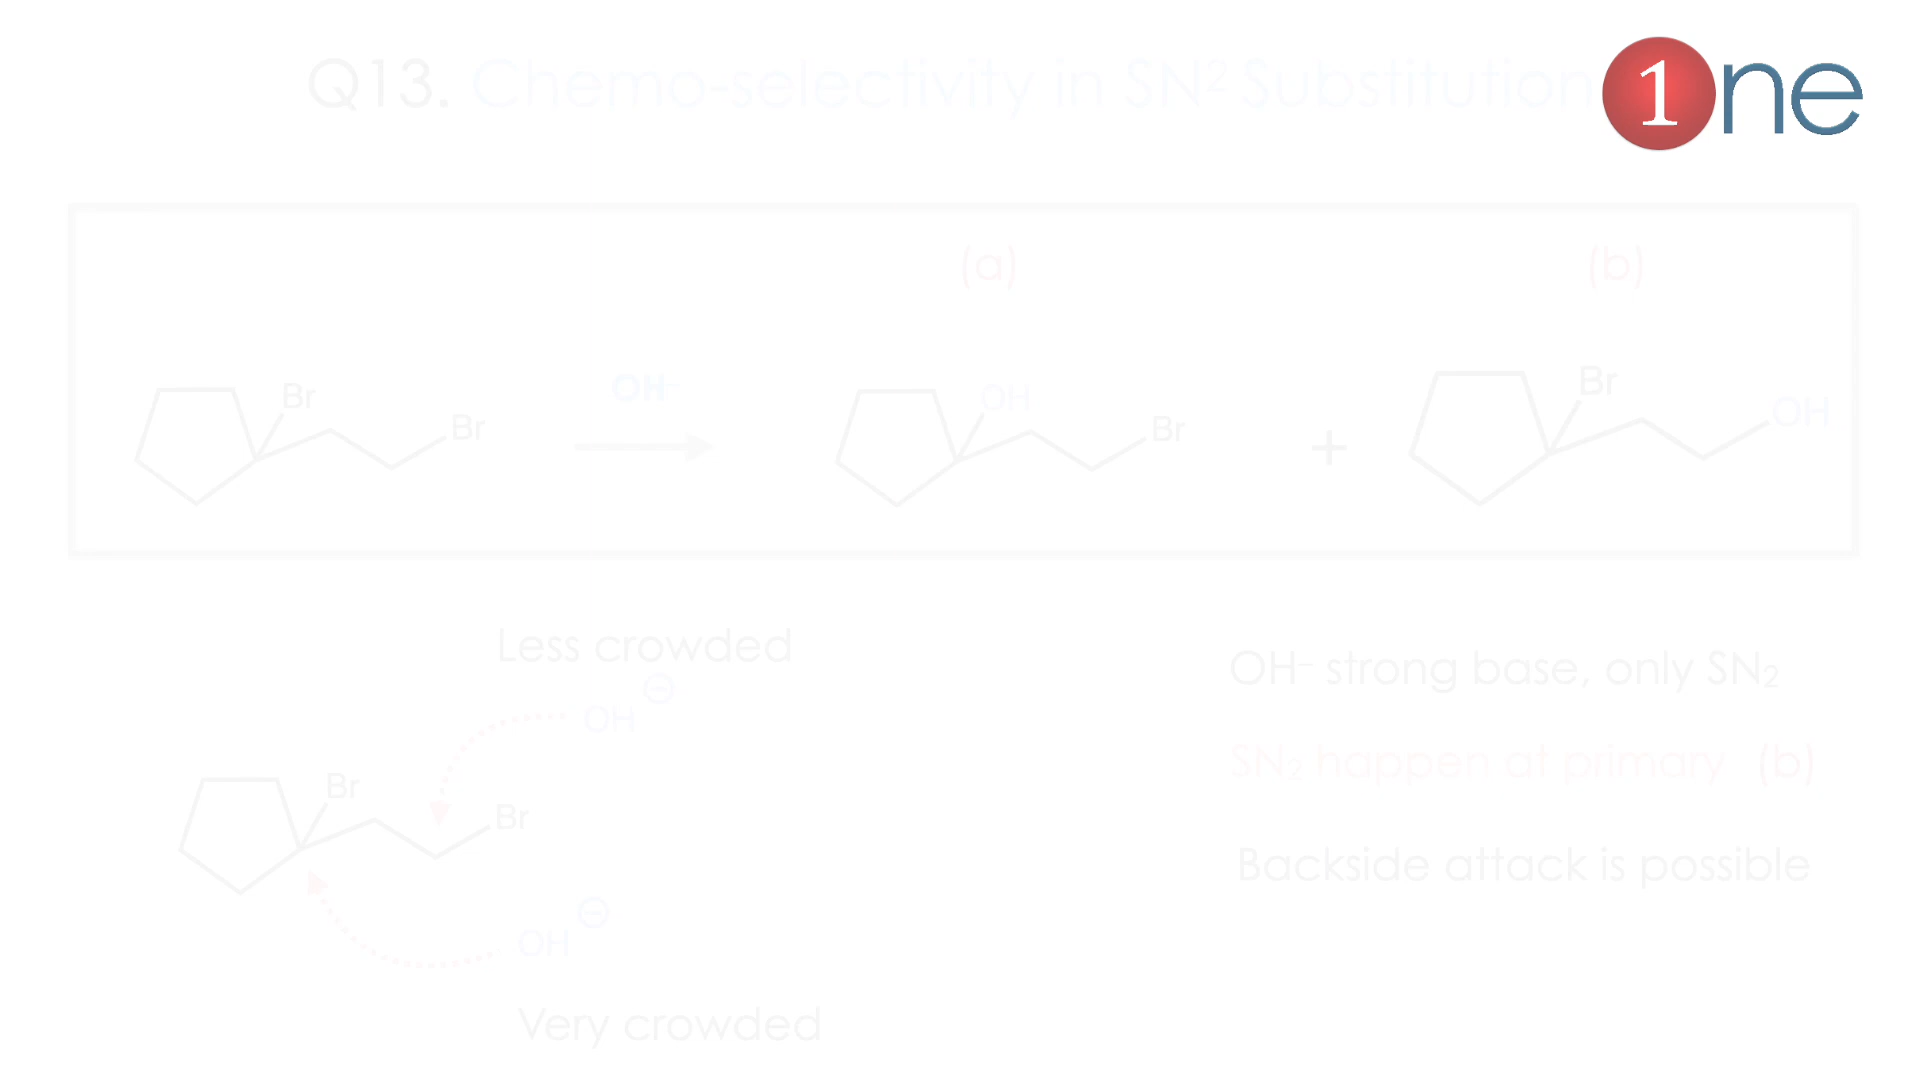 Q13. Chemo-selectivity in SN² Substitution
1ne
(a)
(b)
Br
Br
OH⁻
OH
Br
+
Br
OH
Less crowded
OH⁻ strong base, only SN₂
⊖
OH
SN₂ happen at primary (b)
Br
Br
Backside attack is possible
⊖
OH
Very crowded